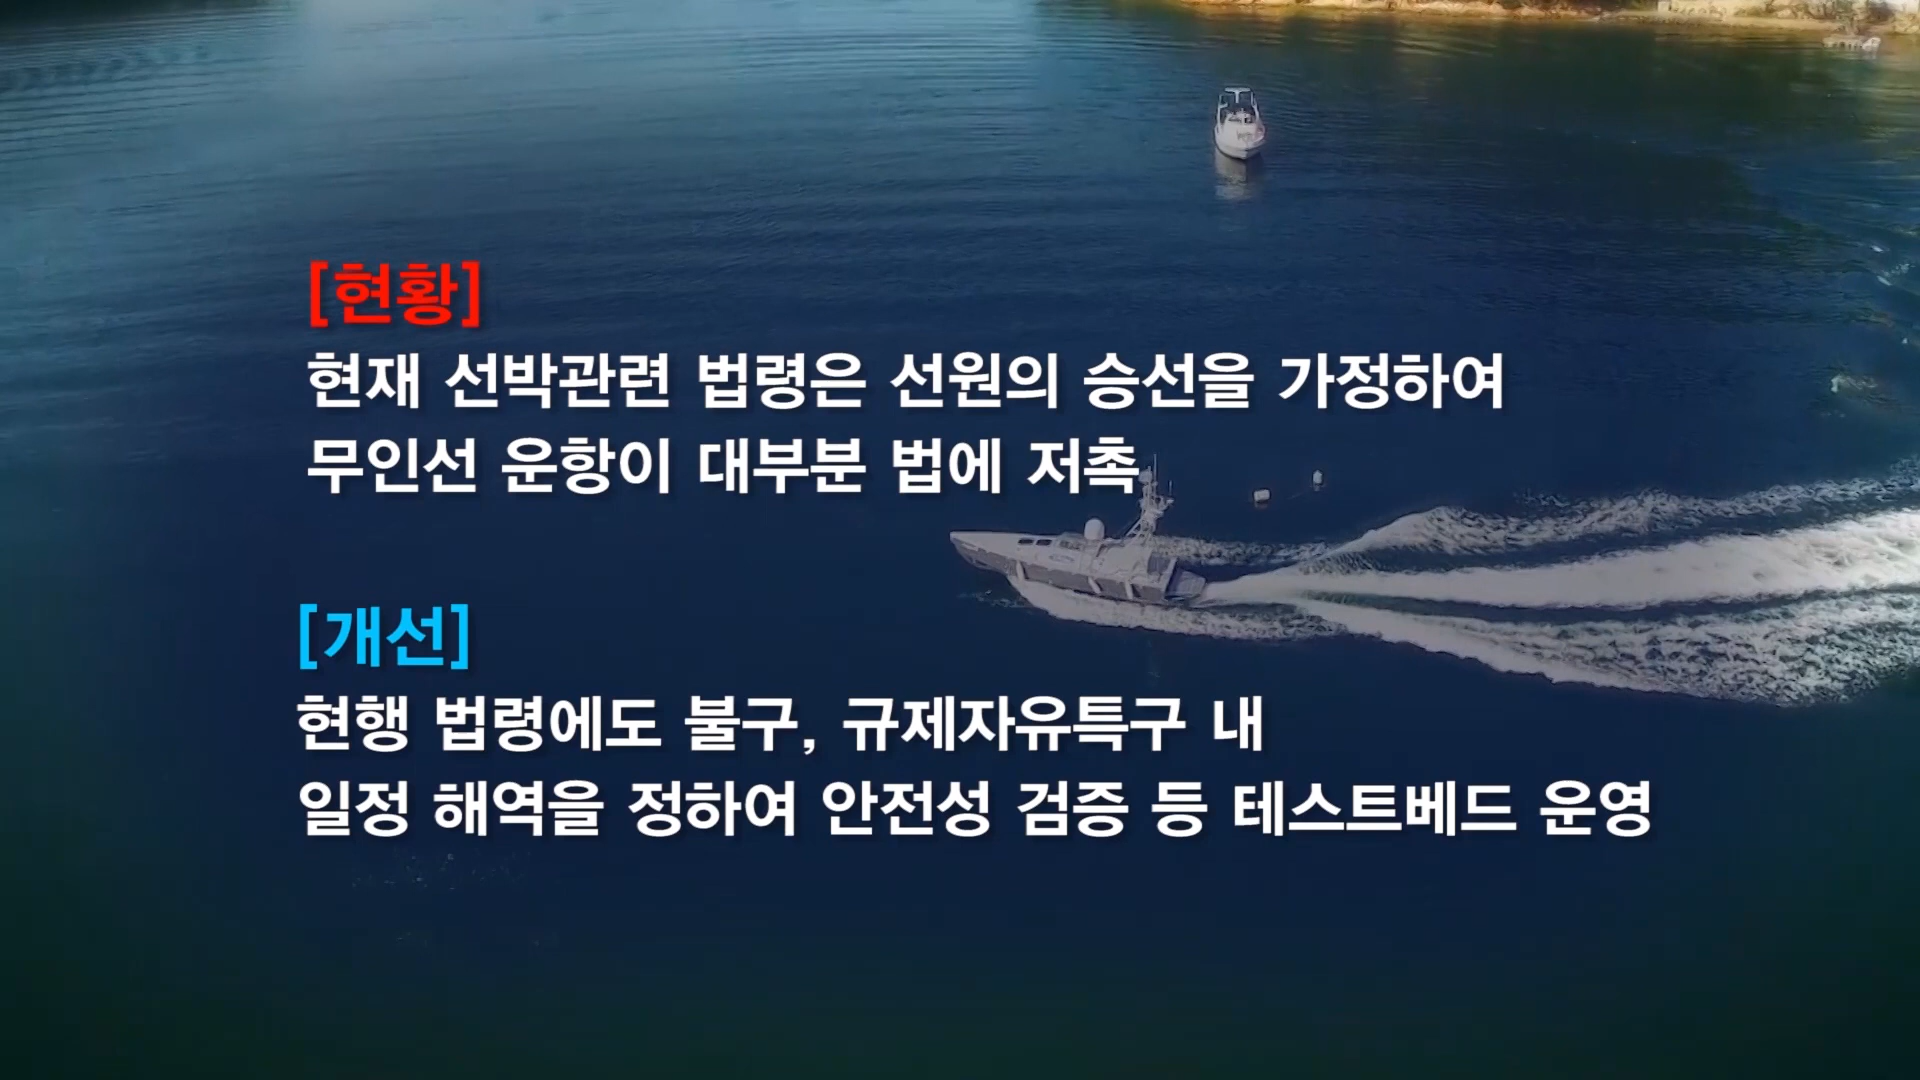 [현황]
현재 선박관련 법령은 선원의 승선을 가정하여
무인선 운항이 대부분 법에 저촉
[개선]
현행 법령에도 불구, 규제자유특구 내
일정 해역을 정하여 안전성 검증 등 테스트베드 운영